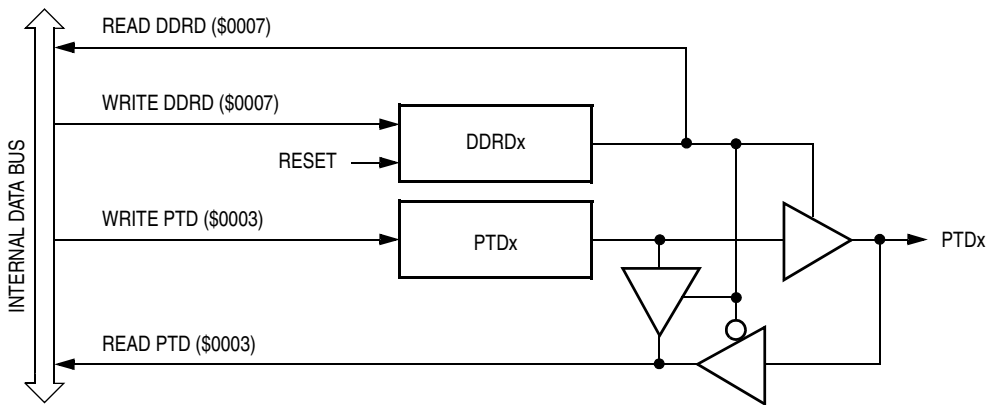 READ DDRD ($0007)
WRITE DDRD ($0007)
DDRDx
RESET
INTERNAL DATA BUS
WRITE PTD ($0003)
PTDx
PTDx
READ PTD ($0003)